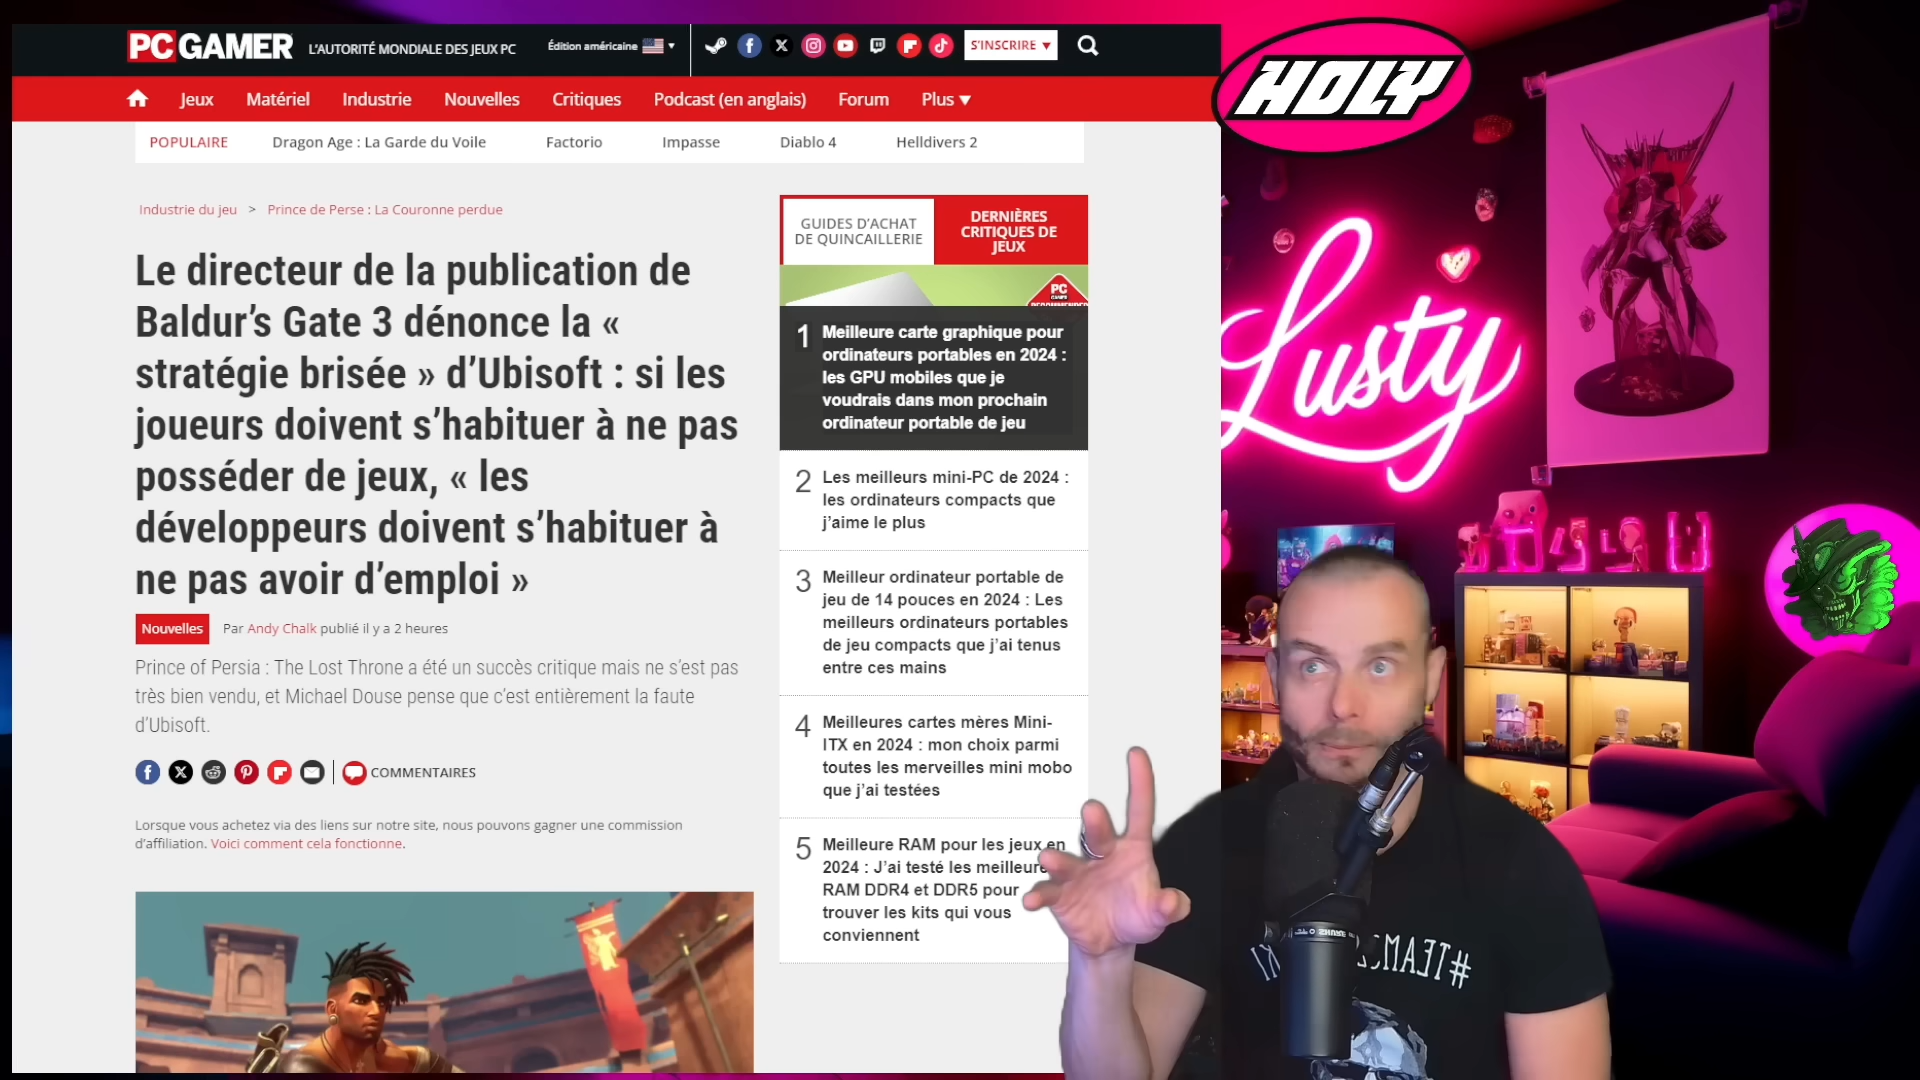 PC GAMER
L'AUTORITÉ MONDIALE DES JEUX PC
Édition américaine
S'INSCRIRE
Jeux
Matériel
Industrie
Nouvelles
Critiques
Podcast (en anglais)
Forum
Plus
POPULAIRE
Dragon Age : La Garde du Voile
Factorio
Impasse
Diablo 4
Helldivers 2
Industrie du jeu > Prince de Perse : La Couronne perdue
Le directeur de la publication de
Baldur's Gate 3 dénonce la «
stratégie brisée » d'Ubisoft : si les
joueurs doivent s'habituer à ne pas
posséder de jeux, « les
développeurs doivent s'habituer à
ne pas avoir d'emploi »
Nouvelles
Par Andy Chalk publié il y a 2 heures
Prince of Persia : The Lost Throne a été un succès critique mais ne s'est pas
très bien vendu, et Michael Douse pense que c'est entièrement la faute
d'Ubisoft.
COMMENTAIRES
Lorsque vous achetez via des liens sur notre site, nous pouvons gagner une commission
d'affiliation. Voici comment cela fonctionne.
GUIDES D'ACHAT
DE QUINCAILLERIE
DERNIÈRES
CRITIQUES DE
JEUX
PC
GAMER
1
Meilleure carte graphique pour
ordinateurs portables en 2024 :
les GPU mobiles que je
voudrais dans mon prochain
ordinateur portable de jeu
2
Les meilleurs mini-PC de 2024 :
les ordinateurs compacts que
j'aime le plus
3
Meilleur ordinateur portable de
jeu de 14 pouces en 2024 : Les
meilleurs ordinateurs portables
de jeu compacts que j'ai tenus
entre ces mains
4
Meilleures cartes mères Mini-
ITX en 2024 : mon choix parmi
toutes les merveilles mini mobo
que j'ai testées
5
Meilleure RAM pour les jeux en
2024 : J'ai testé les meilleure
RAM DDR4 et DDR5 pour
trouver les kits qui vous
conviennent
HOLY
Lusty
SHURE